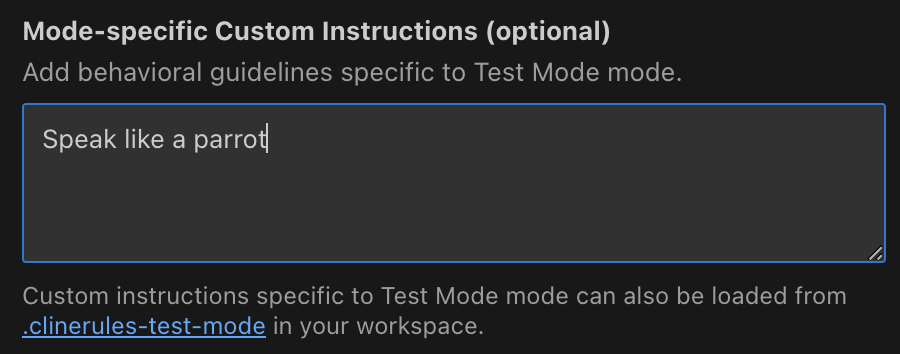 Mode-specific Custom Instructions (optional)
Add behavioral guidelines specific to Test Mode mode.
Speak like a parrot
Custom instructions specific to Test Mode mode can also be loaded from
.clinerules-test-mode in your workspace.